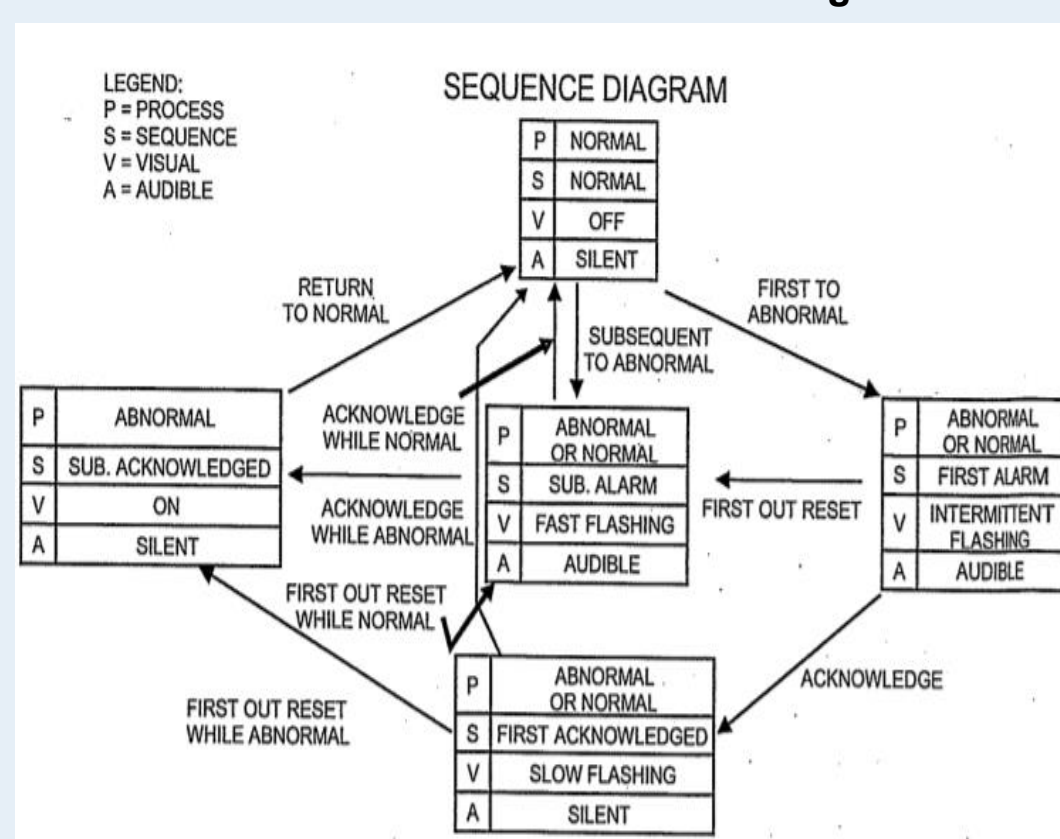 LEGEND:
P = PROCESS
S = SEQUENCE
V = VISUAL
A = AUDIBLE
SEQUENCE DIAGRAM
P NORMAL
S NORMAL
V OFF
A SILENT
RETURN
TO NORMAL
FIRST TO
ABNORMAL
SUBSEQUENT
TO ABNORMAL
P ABNORMAL
S SUB. ACKNOWLEDGED
V ON
A SILENT
ACKNOWLEDGE
WHILE NORMAL
ACKNOWLEDGE
WHILE ABNORMAL
P ABNORMAL
OR NORMAL
S SUB. ALARM
V FAST FLASHING
A AUDIBLE
FIRST OUT RESET
P ABNORMAL
OR NORMAL
S FIRST ALARM
V INTERMITTENT
FLASHING
A AUDIBLE
FIRST OUT RESET
WHILE NORMAL
ACKNOWLEDGE
FIRST OUT RESET
WHILE ABNORMAL
P ABNORMAL
OR NORMAL
S FIRST ACKNOWLEDGED
V SLOW FLASHING
A SILENT